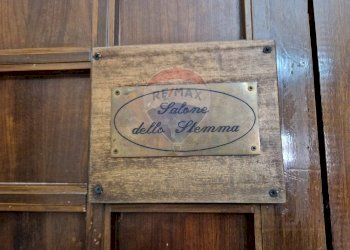 RE/MAX
Salone
dello Stemma